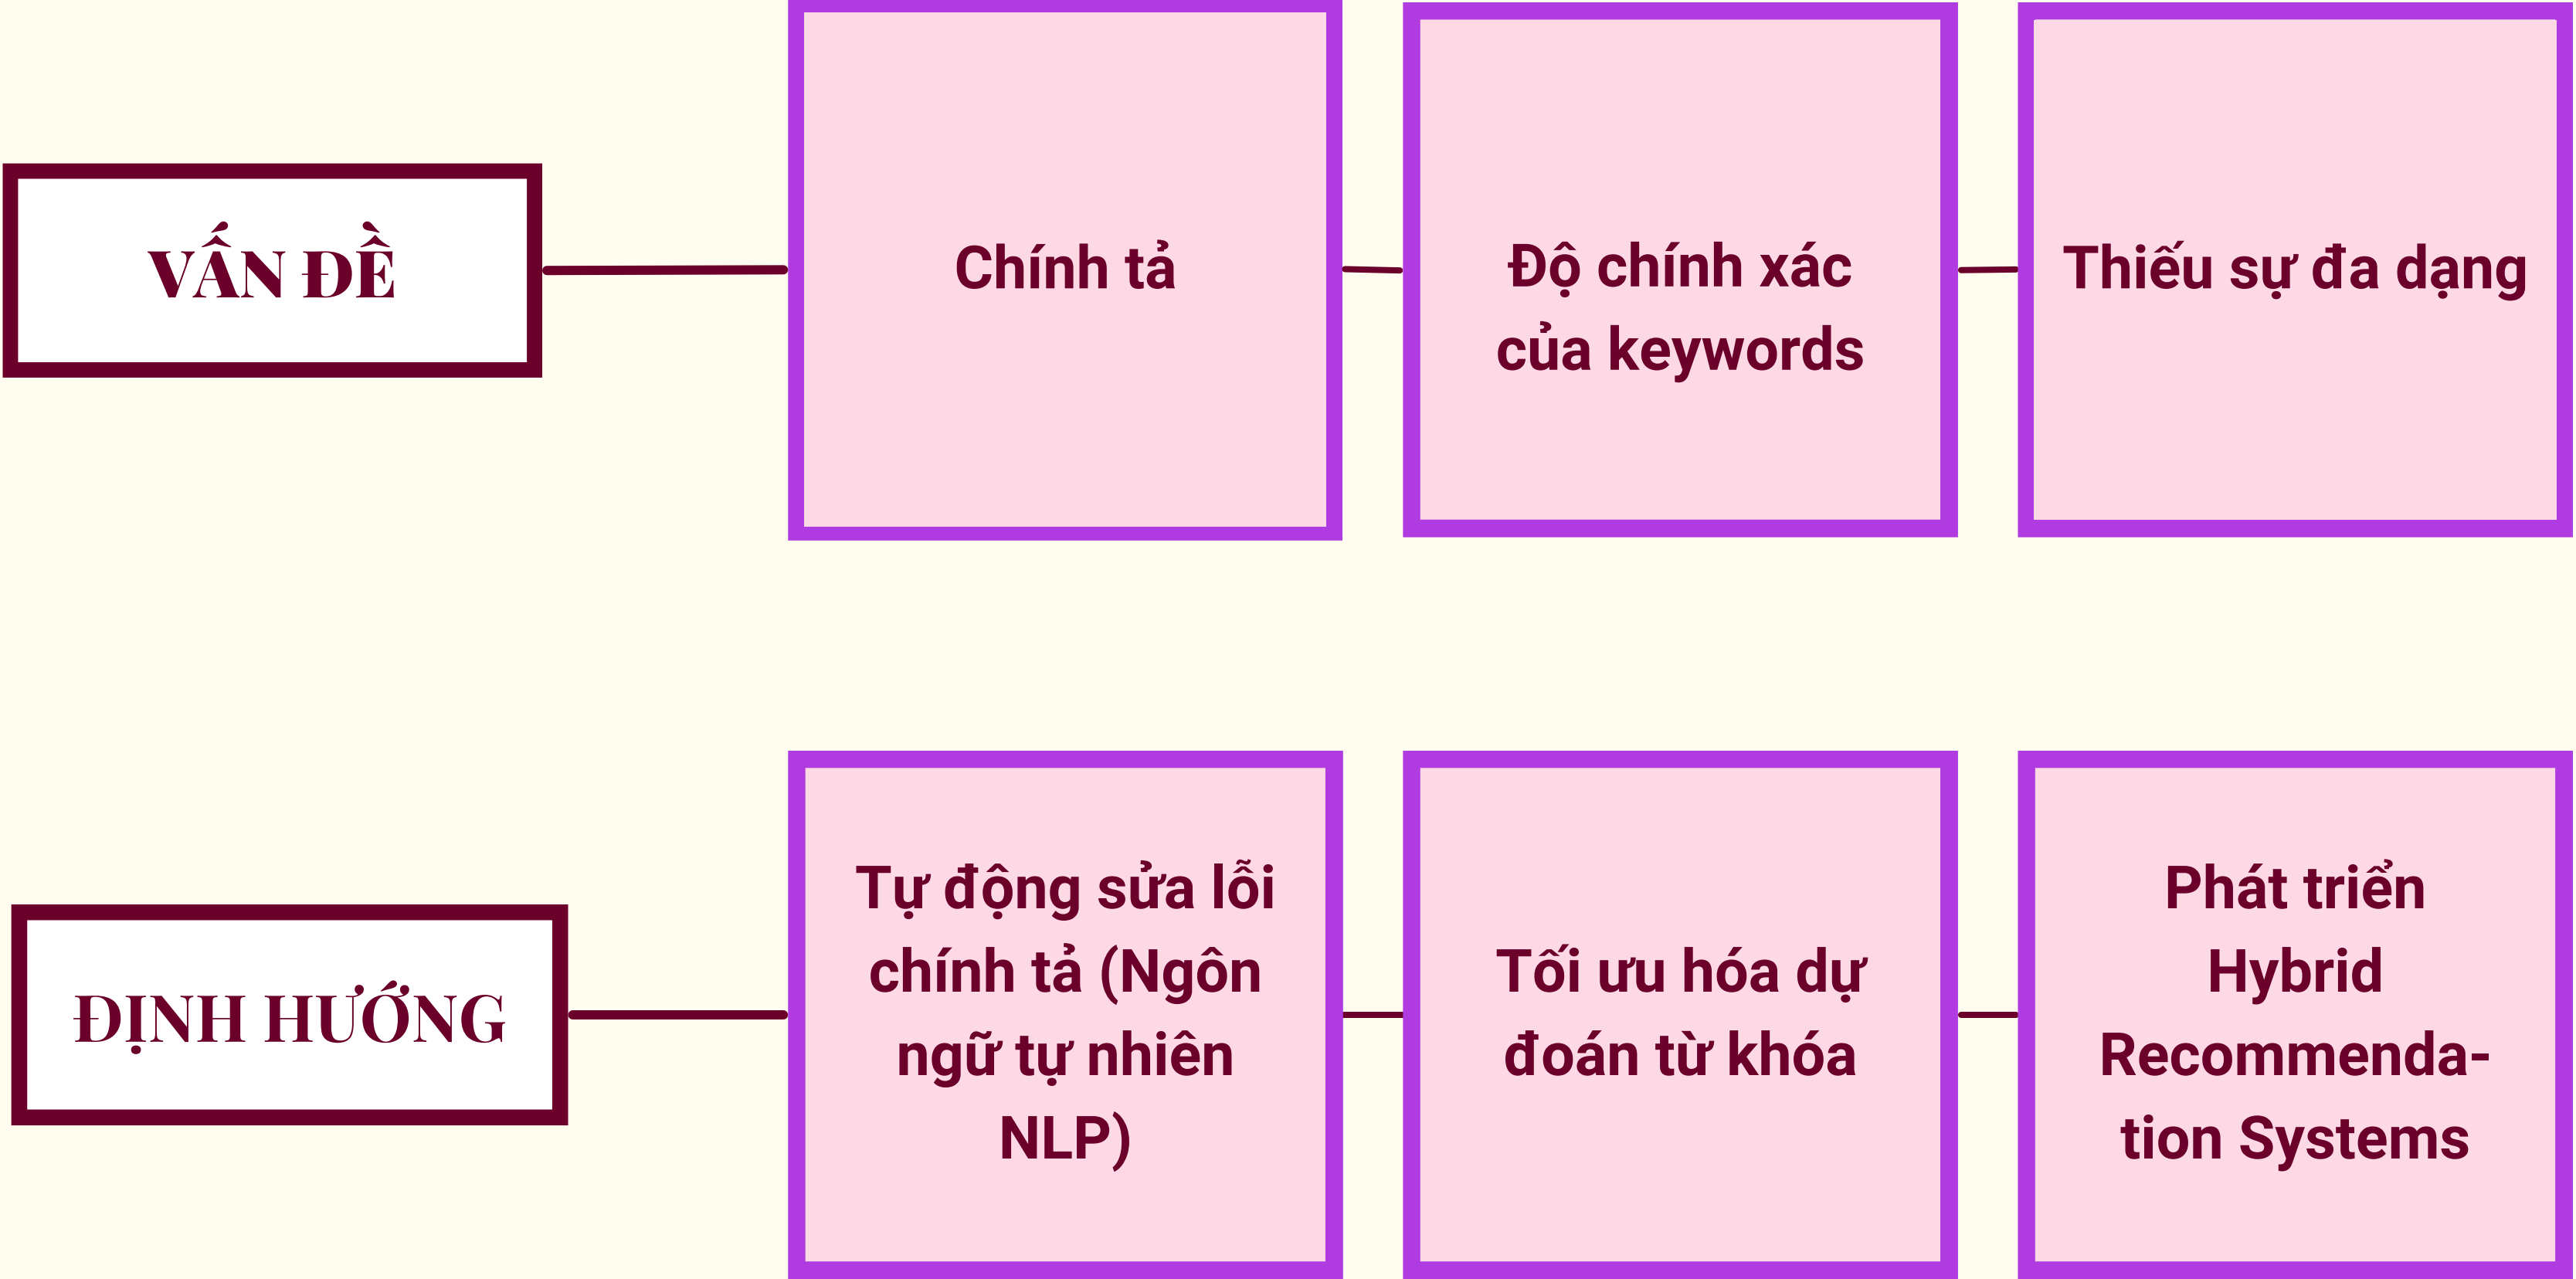 VẤN ĐỀ
Chính tả
Độ chính xác
của keywords
Thiếu sự đa dạng
ĐỊNH HƯỚNG
Tự động sửa lỗi
chính tả (Ngôn
ngữ tự nhiên
NLP)
Tối ưu hóa dự
đoán từ khóa
Phát triển
Hybrid
Recommenda-
tion Systems